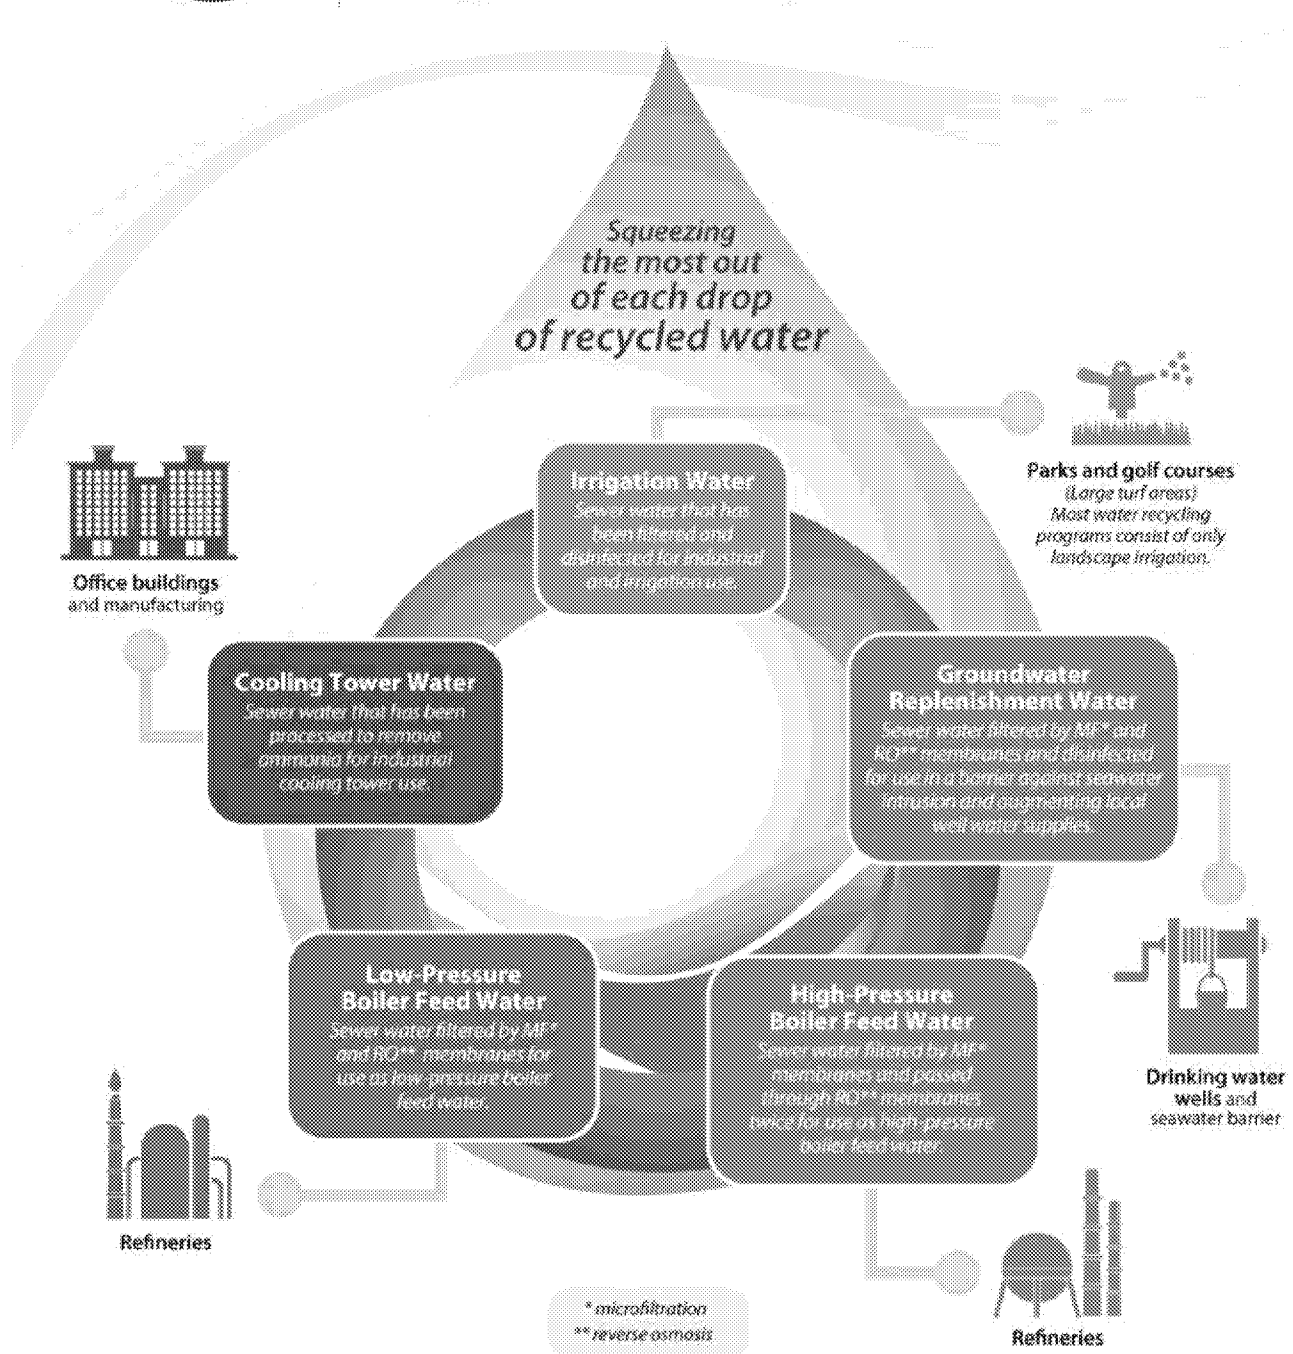 Squeezing
the most out
of each drop
of recycled water
Parks and golf courses
(Large turf areas)
Most water recycling
programs consist of only
landscape irrigation.
Irrigation Water
Sewer water that has
been filtered and
disinfected for industrial
and irrigation use.
Office buildings
and manufacturing
Cooling Tower Water
Sewer water that has been
processed to remove
ammonia for industrial
cooling tower use.
Groundwater
Replenishment Water
Sewer water filtered by MF* and
RO** membranes and disinfected
for use in a barrier against seawater
intrusion and augmenting local
well water supplies.
Low-Pressure
Boiler Feed Water
Sewer water filtered by MF*
and RO** membranes for
use as low-pressure boiler
feed water.
High-Pressure
Boiler Feed Water
Sewer water filtered by MF*
membranes and passed
through RO** membranes
twice for use as high-pressure
boiler feed water.
Drinking water
wells and
seawater barrier
Refineries
Refineries
* microfiltration
** reverse osmosis